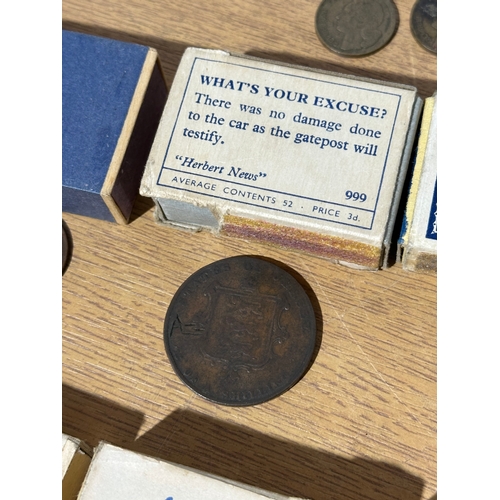 WHAT'S YOUR EXCUSE?
There was no damage done
to the car as the gatepost will
testify.
"Herbert News"
999
AVERAGE CONTENTS 52 · PRICE 3d.